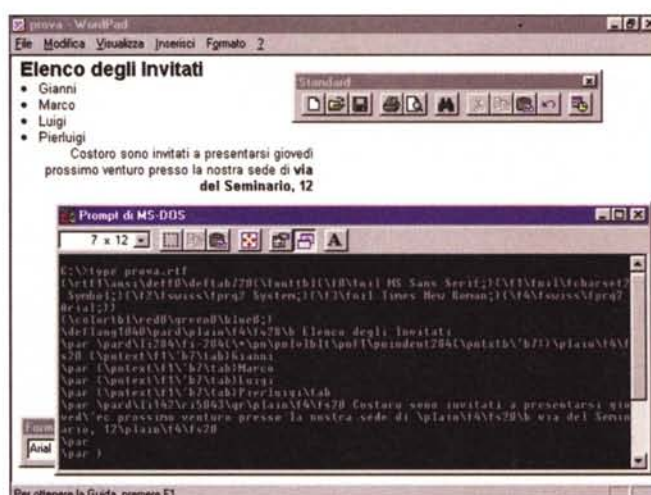 prova - WordPad
File Modifica Visualizza Inserisci Formato ?
Elenco degli Invitati
• Gianni
• Marco
• Luigi
• Pierluigi
Costoro sono invitati a presentarsi giovedì
prossimo venturo presso la nostra sede di via
del Seminario, 12
Standard
Prompt di MS-DOS
7 x 12
A
C:\>type prova.rtf
{\rtf1\ansi\deff0\deftab720{\fonttbl{\f0\fnil MS Sans Serif;}{\f1\fnil\fcharset2
Symbol;}{\f2\fswiss\fprq2 System;}{\f3\fnil Times New Roman;}{\f4\fswiss\fprq2
Arial;}}
{\colortbl\red0\green0\blue0;}
\deflang1040\pard\plain\f4\fs28\b Elenco degli Invitati
\par \pard\li284\fi-284{\*\pn\pnlvlblt\pnf1\pnindent284{\pntxtb\'b7}}\plain\f4\f
s20 {\pntext\f1\'b7\tab}Gianni
\par {\pntext\f1\'b7\tab}Marco
\par {\pntext\f1\'b7\tab}Luigi
\par {\pntext\f1\'b7\tab}Pierluigi\tab
\par \pard\li142\ri5043\qr\plain\f4\fs20 Costoro sono invitati a presentarsi gio
ved\'ec prossimo venturo presso la nostra sede di \plain\f4\fs20\b via del Semin
ario, 12\plain\f4\fs20
\par
\par }
Form
Arial
Per ottenere la Guida, premere F1